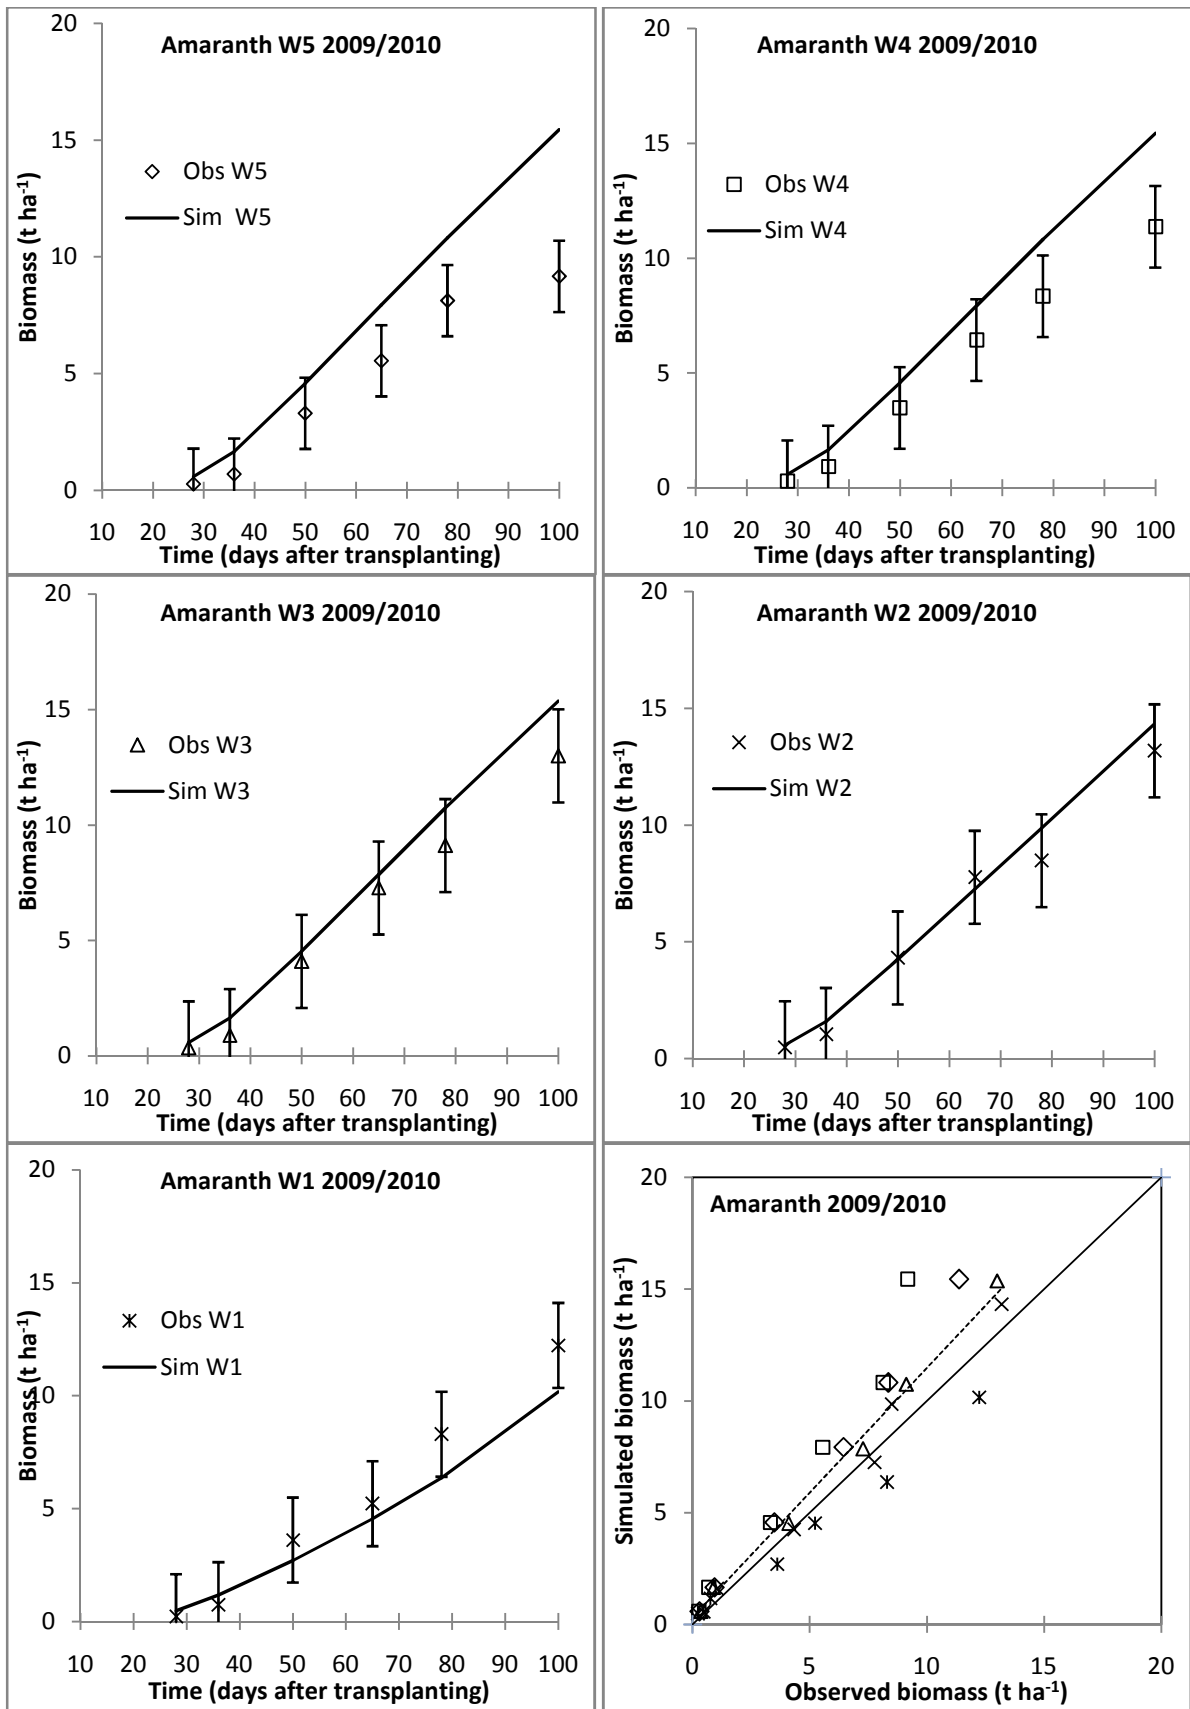 Amaranth W5 2009/2010
20
15
10
5
0
Biomass (t ha⁻¹)
Obs W5
Sim W5
10 20 30 40 50 60 70 80 90 100
Time (days after transplanting)
Amaranth W4 2009/2010
20
15
10
5
0
Biomass (t ha⁻¹)
Obs W4
Sim W4
10 20 30 40 50 60 70 80 90 100
Time (days after transplanting)
Amaranth W3 2009/2010
20
15
10
5
0
Biomass (t ha⁻¹)
Obs W3
Sim W3
10 20 30 40 50 60 70 80 90 100
Time (days after transplanting)
Amaranth W2 2009/2010
20
15
10
5
0
Biomass (t ha⁻¹)
Obs W2
Sim W2
10 20 30 40 50 60 70 80 90 100
Time (days after transplanting)
Amaranth W1 2009/2010
20
15
10
5
0
Biomass (t ha⁻¹)
Obs W1
Sim W1
10 20 30 40 50 60 70 80 90 100
Time (days after transplanting)
Amaranth 2009/2010
20
15
10
5
0
Simulated biomass (t ha⁻¹)
0 5 10 15 20
Observed biomass (t ha⁻¹)